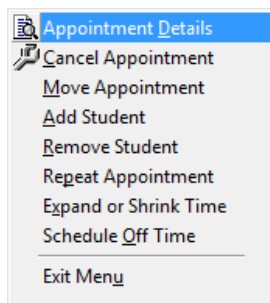 Appointment Details
Cancel Appointment
Move Appointment
Add Student
Remove Student
Repeat Appointment
Expand or Shrink Time
Schedule Off Time
Exit Menu